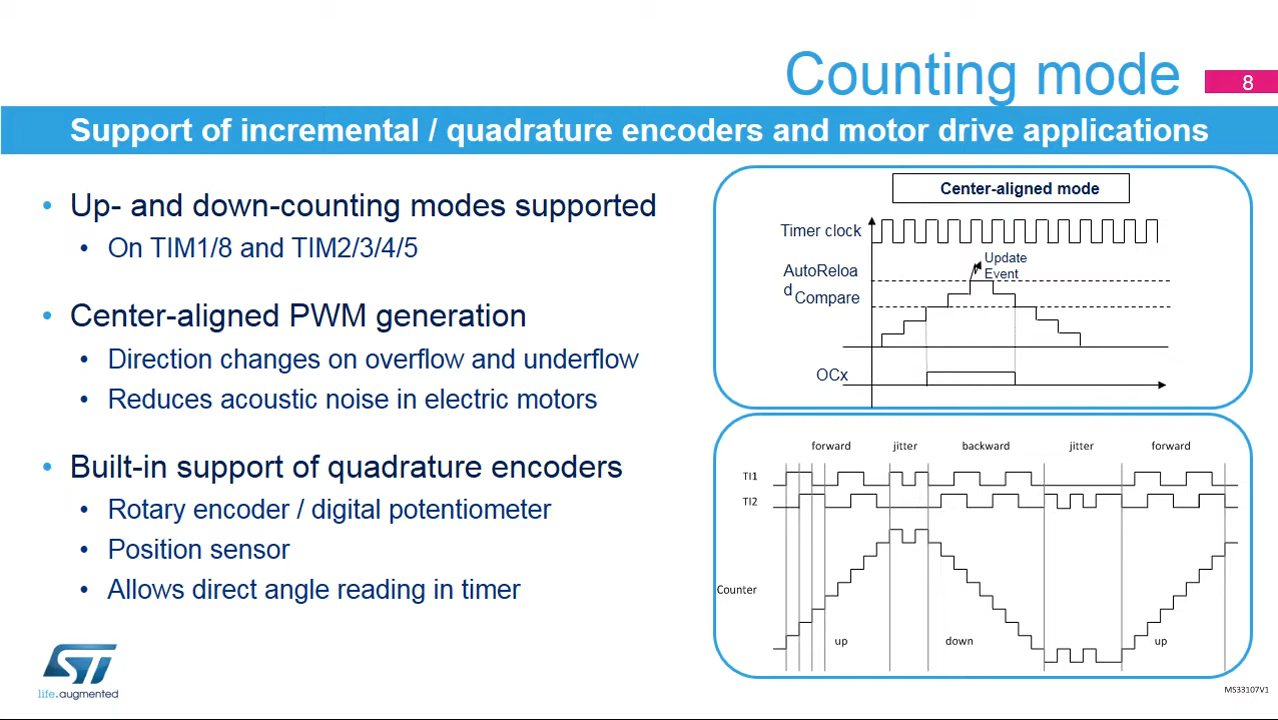 Counting mode
8
Support of incremental / quadrature encoders and motor drive applications
• Up- and down-counting modes supported
• On TIM1/8 and TIM2/3/4/5
• Center-aligned PWM generation
• Direction changes on overflow and underflow
• Reduces acoustic noise in electric motors
• Built-in support of quadrature encoders
• Rotary encoder / digital potentiometer
• Position sensor
• Allows direct angle reading in timer
Center-aligned mode
Timer clock
Update
Event
AutoReloa
d
Compare
OCx
forward jitter backward jitter forward
TI1
TI2
Counter
up down up
ST
life.augmented
MS33107V1